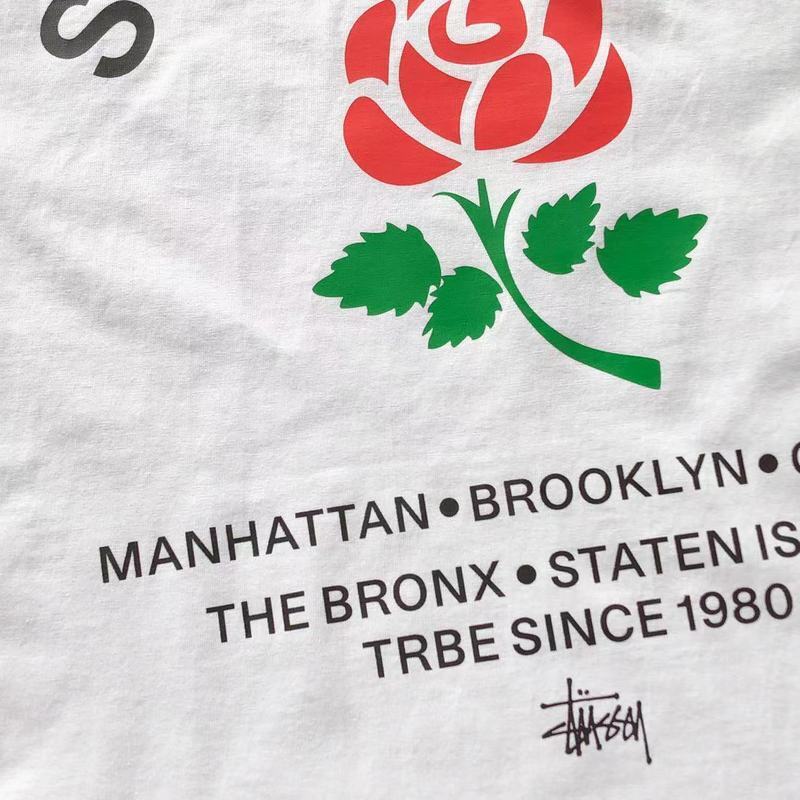 S
MANHATTAN•BROOKLYN•
THE BRONX•STATEN IS
TRBE SINCE 1980
Stüssy